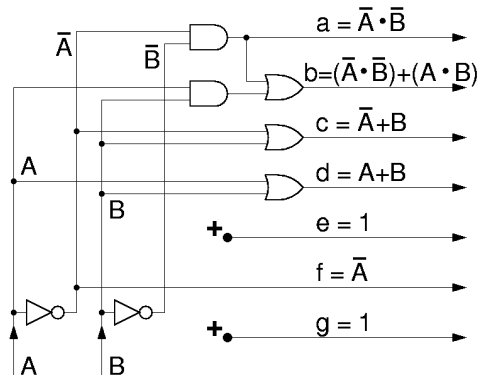 a = A̅•B̅
A̅
B̅
b=(A̅•B̅)+(A•B)
c = A̅+B
A
d = A+B
B
+
e = 1
f = A̅
+
g = 1
A
B